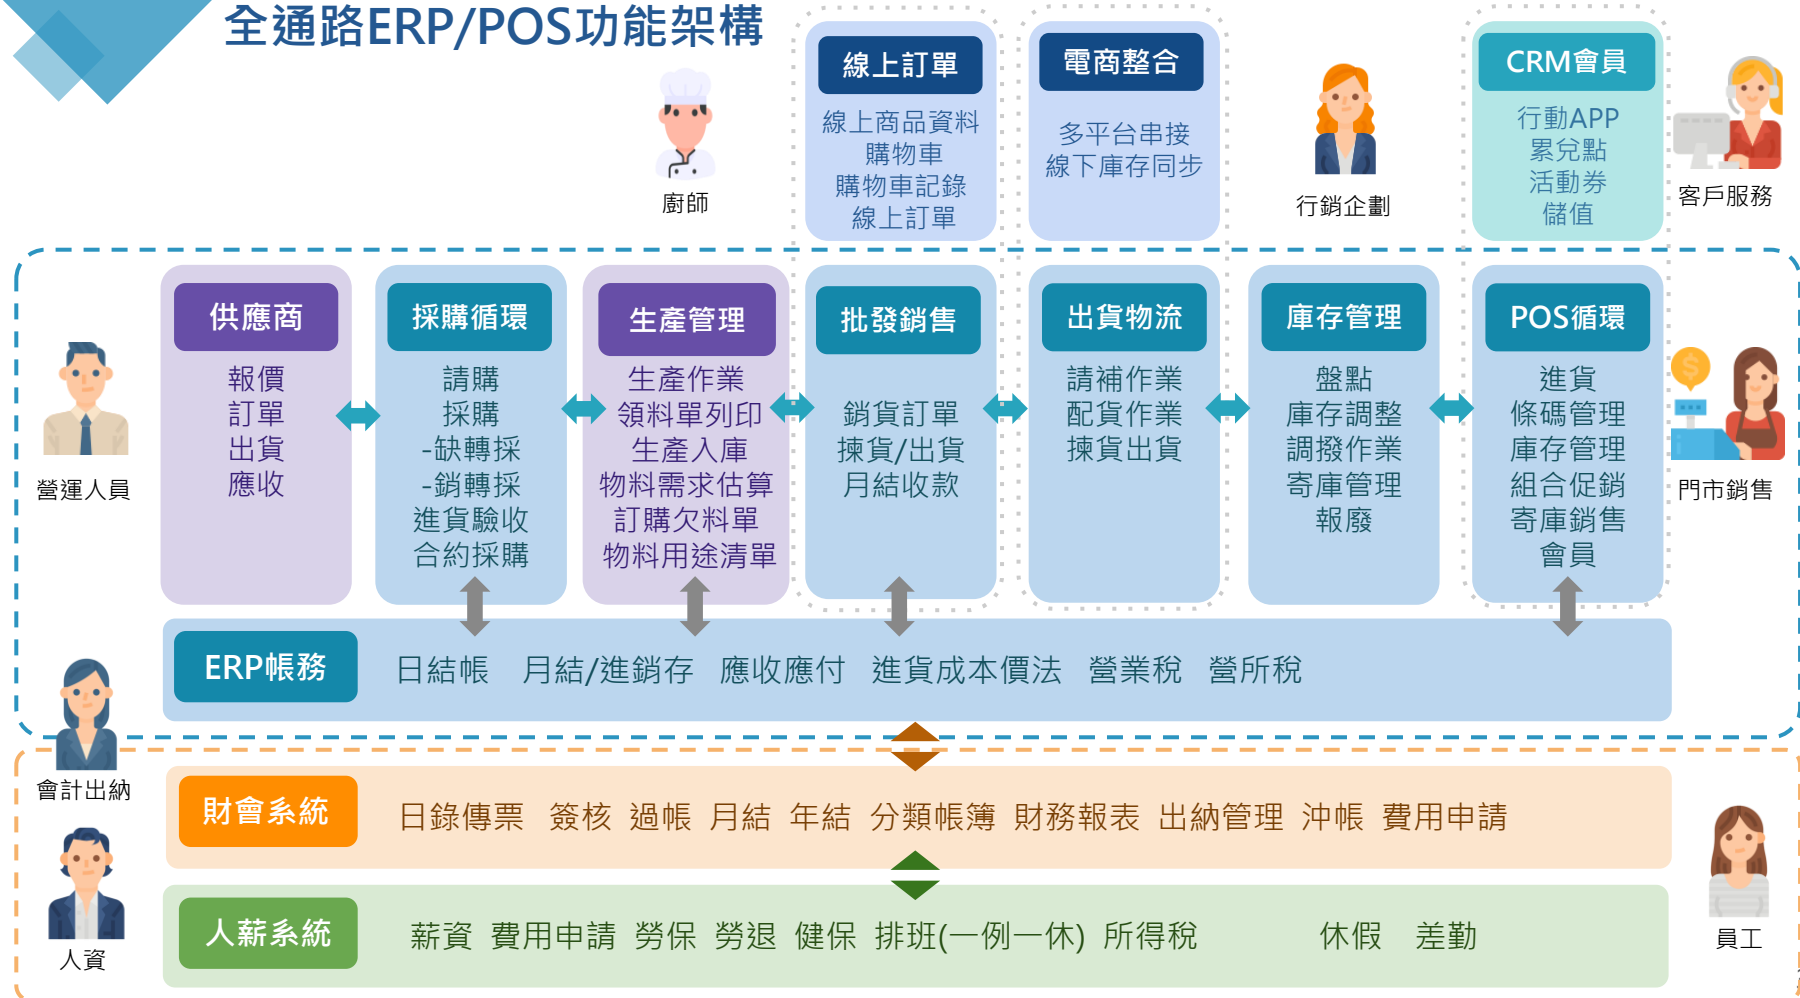 全通路ERP/POS功能架構
廚師
線上訂單
線上商品資料
購物車
購物車記錄
線上訂單
電商整合
多平台串接
線下庫存同步
行銷企劃
CRM會員
行動APP
累兌點
活動券
儲值
客戶服務
營運人員
供應商
報價
訂單
出貨
應收
採購循環
請購
採購
-缺轉採
-銷轉採
進貨驗收
合約採購
生產管理
生產作業
領料單列印
生產入庫
物料需求估算
訂購欠料單
物料用途清單
批發銷售
銷貨訂單
揀貨/出貨
月結收款
出貨物流
請補作業
配貨作業
揀貨出貨
庫存管理
盤點
庫存調整
調撥作業
寄庫管理
報廢
POS循環
進貨
條碼管理
庫存管理
組合促銷
寄庫銷售
會員
門市銷售
ERP帳務
日結帳 月結/進銷存 應收應付 進貨成本價法 營業稅 營所稅
會計出納
財會系統
日錄傳票 簽核 過帳 月結 年結 分類帳簿 財務報表 出納管理 沖帳 費用申請
人資
人薪系統
薪資 費用申請 勞保 勞退 健保 排班(一例一休) 所得稅 休假 差勤
員工